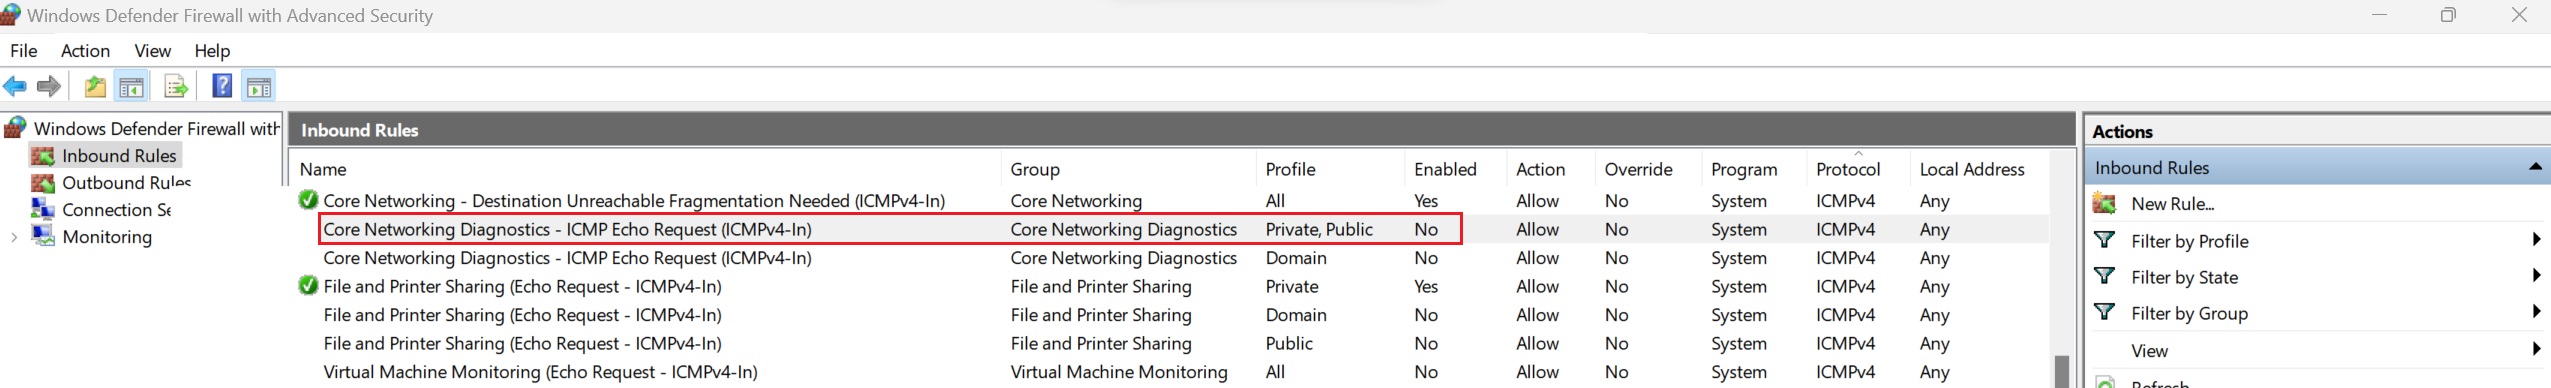 Windows Defender Firewall with Advanced Security
File Action View Help
Windows Defender Firewall with
Inbound Rules
Outbound Rules
Connection Se
Monitoring
Inbound Rules
Name Group Profile Enabled Action Override Program Protocol Local Address
Core Networking - Destination Unreachable Fragmentation Needed (ICMPv4-In) Core Networking All Yes Allow No System ICMPv4 Any
Core Networking Diagnostics - ICMP Echo Request (ICMPv4-In) Core Networking Diagnostics Private, Public No Allow No System ICMPv4 Any
Core Networking Diagnostics - ICMP Echo Request (ICMPv4-In) Core Networking Diagnostics Domain No Allow No System ICMPv4 Any
File and Printer Sharing (Echo Request - ICMPv4-In) File and Printer Sharing Private Yes Allow No System ICMPv4 Any
File and Printer Sharing (Echo Request - ICMPv4-In) File and Printer Sharing Domain No Allow No System ICMPv4 Any
File and Printer Sharing (Echo Request - ICMPv4-In) File and Printer Sharing Public No Allow No System ICMPv4 Any
Virtual Machine Monitoring (Echo Request - ICMPv4-In) Virtual Machine Monitoring All No Allow No System ICMPv4 Any
Actions
Inbound Rules
New Rule...
Filter by Profile
Filter by State
Filter by Group
View
Refresh